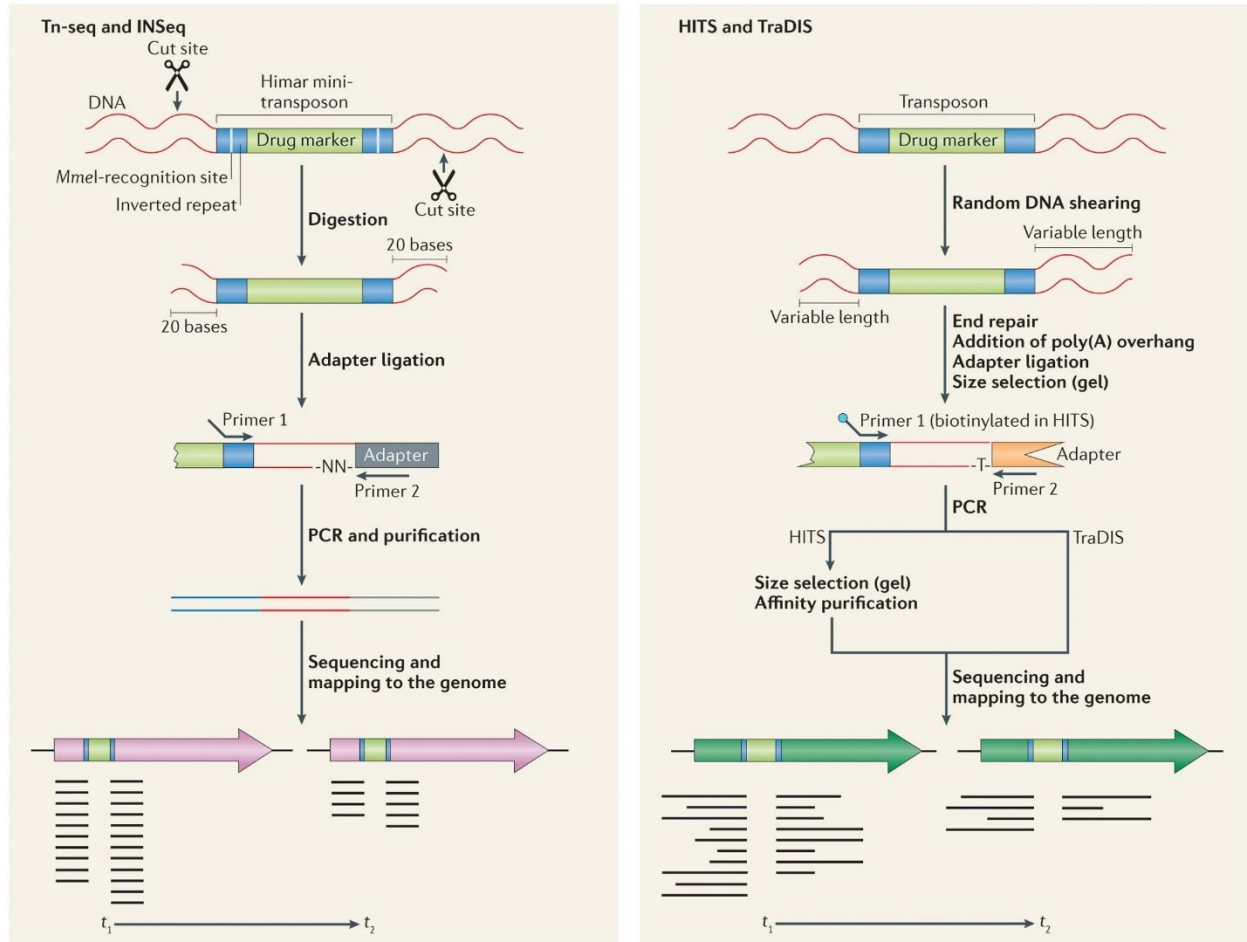 Tn-seq and INSeq
Cut site
Himar mini-
transposon
DNA
Drug marker
MmeI-recognition site
Inverted repeat
Cut site
Digestion
20 bases
20 bases
Adapter ligation
Primer 1
Adapter
-NN-
Primer 2
PCR and purification
Sequencing and
mapping to the genome
t1
t2
HITS and TraDIS
Transposon
Drug marker
Random DNA shearing
Variable length
Variable length
End repair
Addition of poly(A) overhang
Adapter ligation
Size selection (gel)
Primer 1 (biotinylated in HITS)
Adapter
-T-
Primer 2
PCR
HITS
TraDIS
Size selection (gel)
Affinity purification
Sequencing and
mapping to the genome
t1
t2